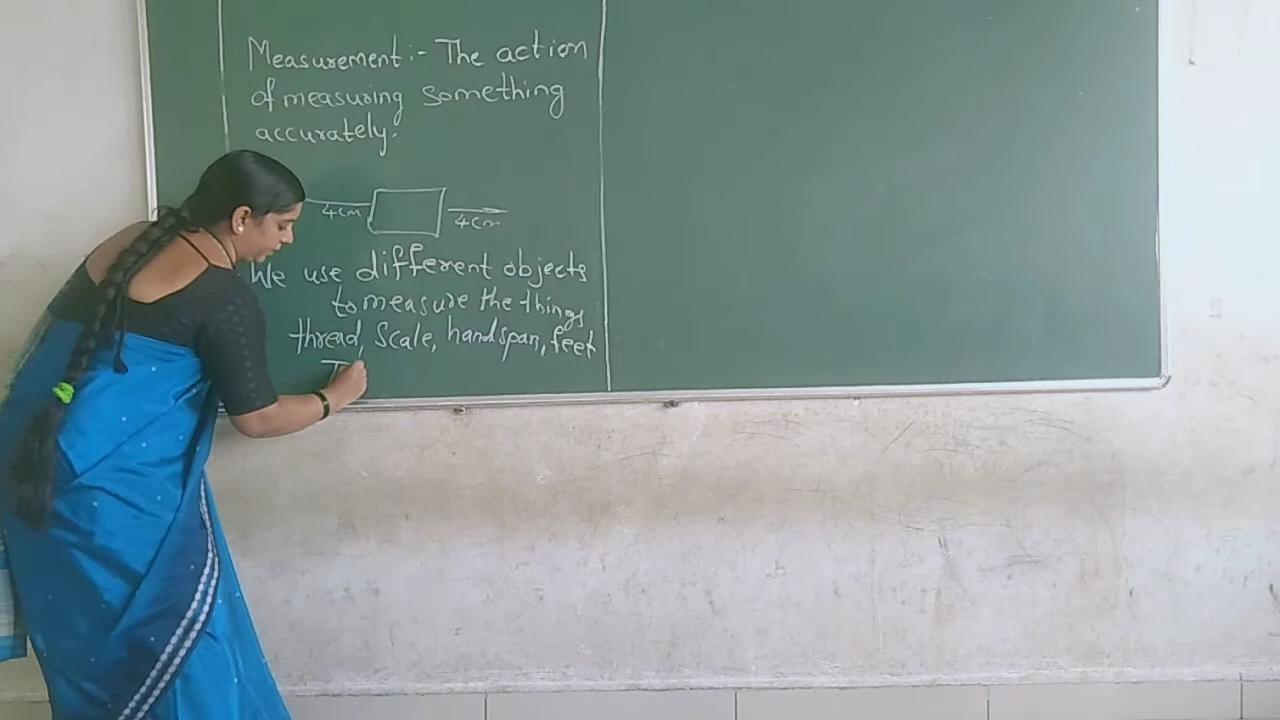 Measurement :- The action
of measuring something
accurately.
4cm 4cm
We use different objects
to measure the things
thread, Scale, handspan, feet